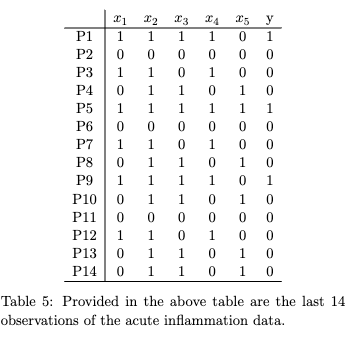 x₁ x₂ x₃ x₄ x₅ y
P1 1 1 1 1 0 1
P2 0 0 0 0 0 0
P3 1 1 0 1 0 0
P4 0 1 1 0 1 0
P5 1 1 1 1 1 1
P6 0 0 0 0 0 0
P7 1 1 0 1 0 0
P8 0 1 1 0 1 0
P9 1 1 1 1 0 1
P10 0 1 1 0 1 0
P11 0 0 0 0 0 0
P12 1 1 0 1 0 0
P13 0 1 1 0 1 0
P14 0 1 1 0 1 0
Table 5: Provided in the above table are the last 14
observations of the acute inflammation data.